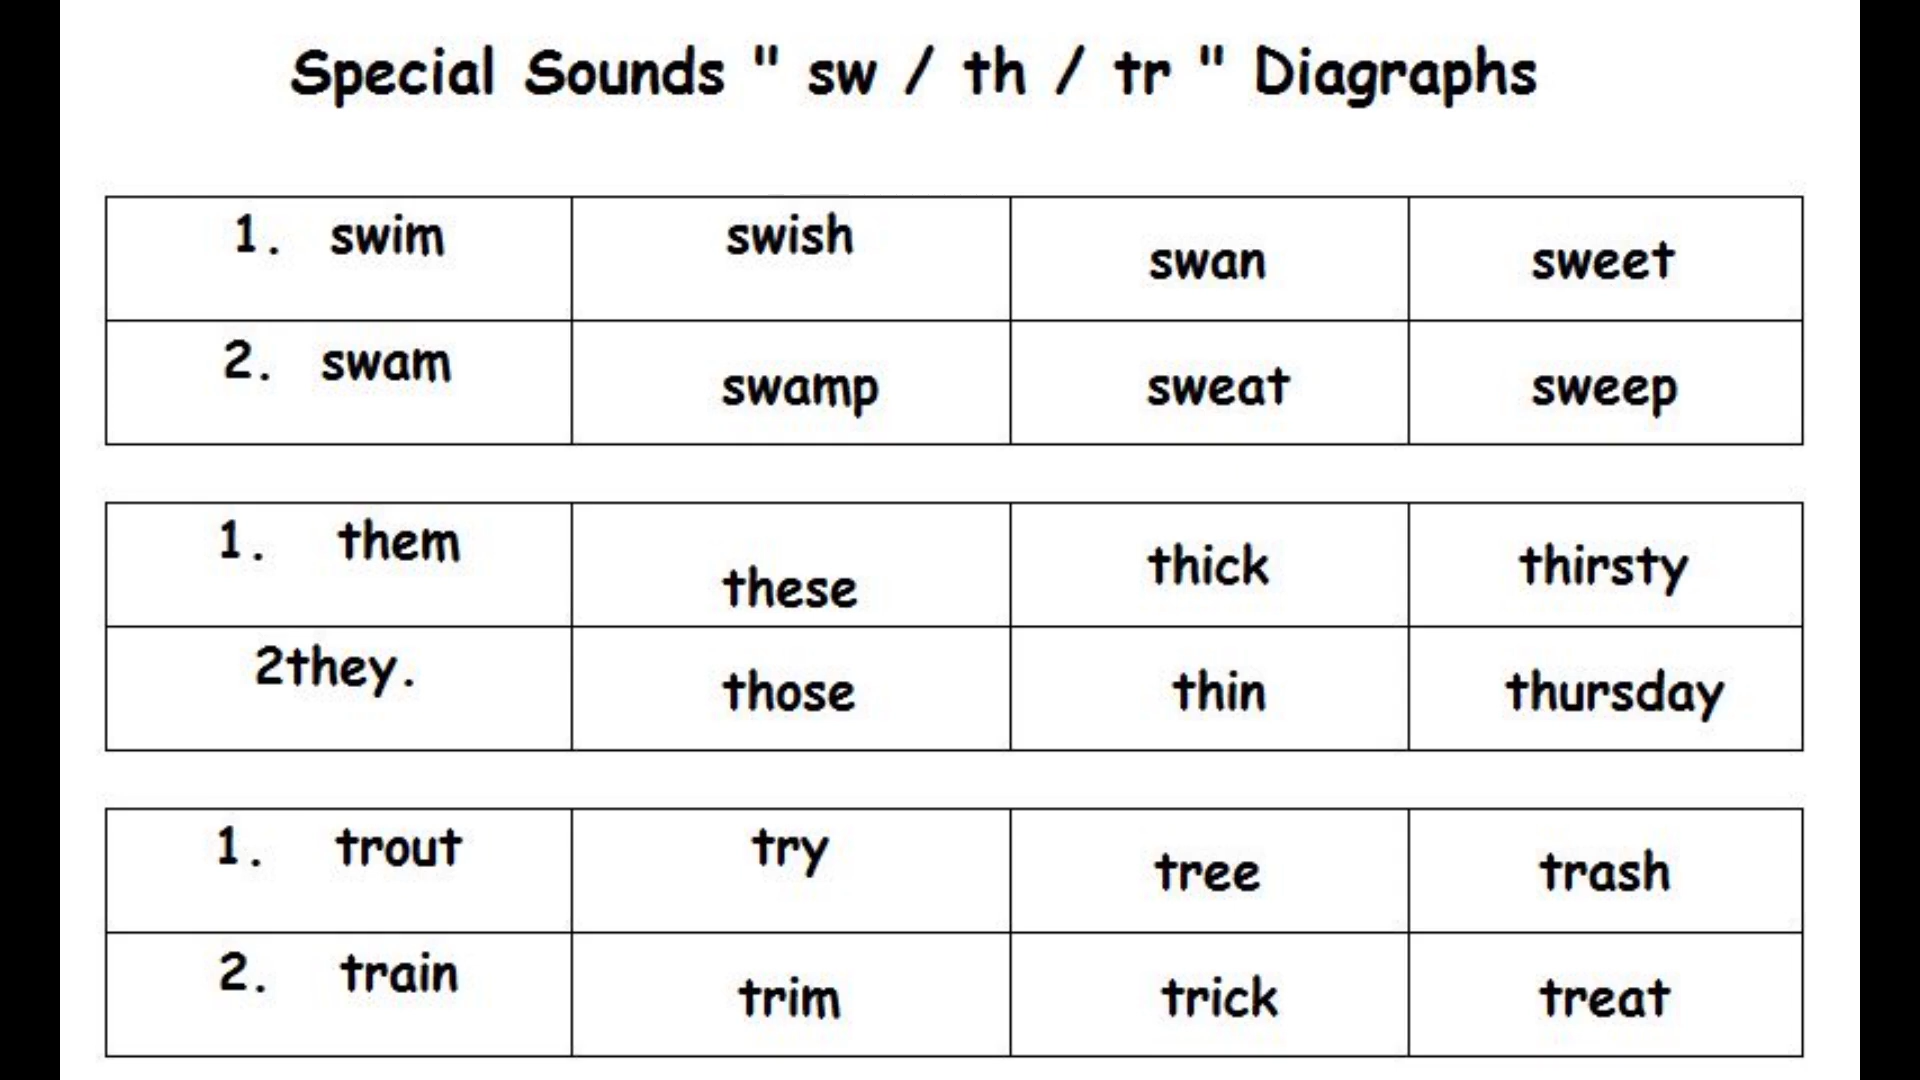 Special Sounds " sw / th / tr " Diagraphs
1. swim swish swan sweet
2. swam swamp sweat sweep
1. them these thick thirsty
2they. those thin thursday
1. trout try tree trash
2. train trim trick treat